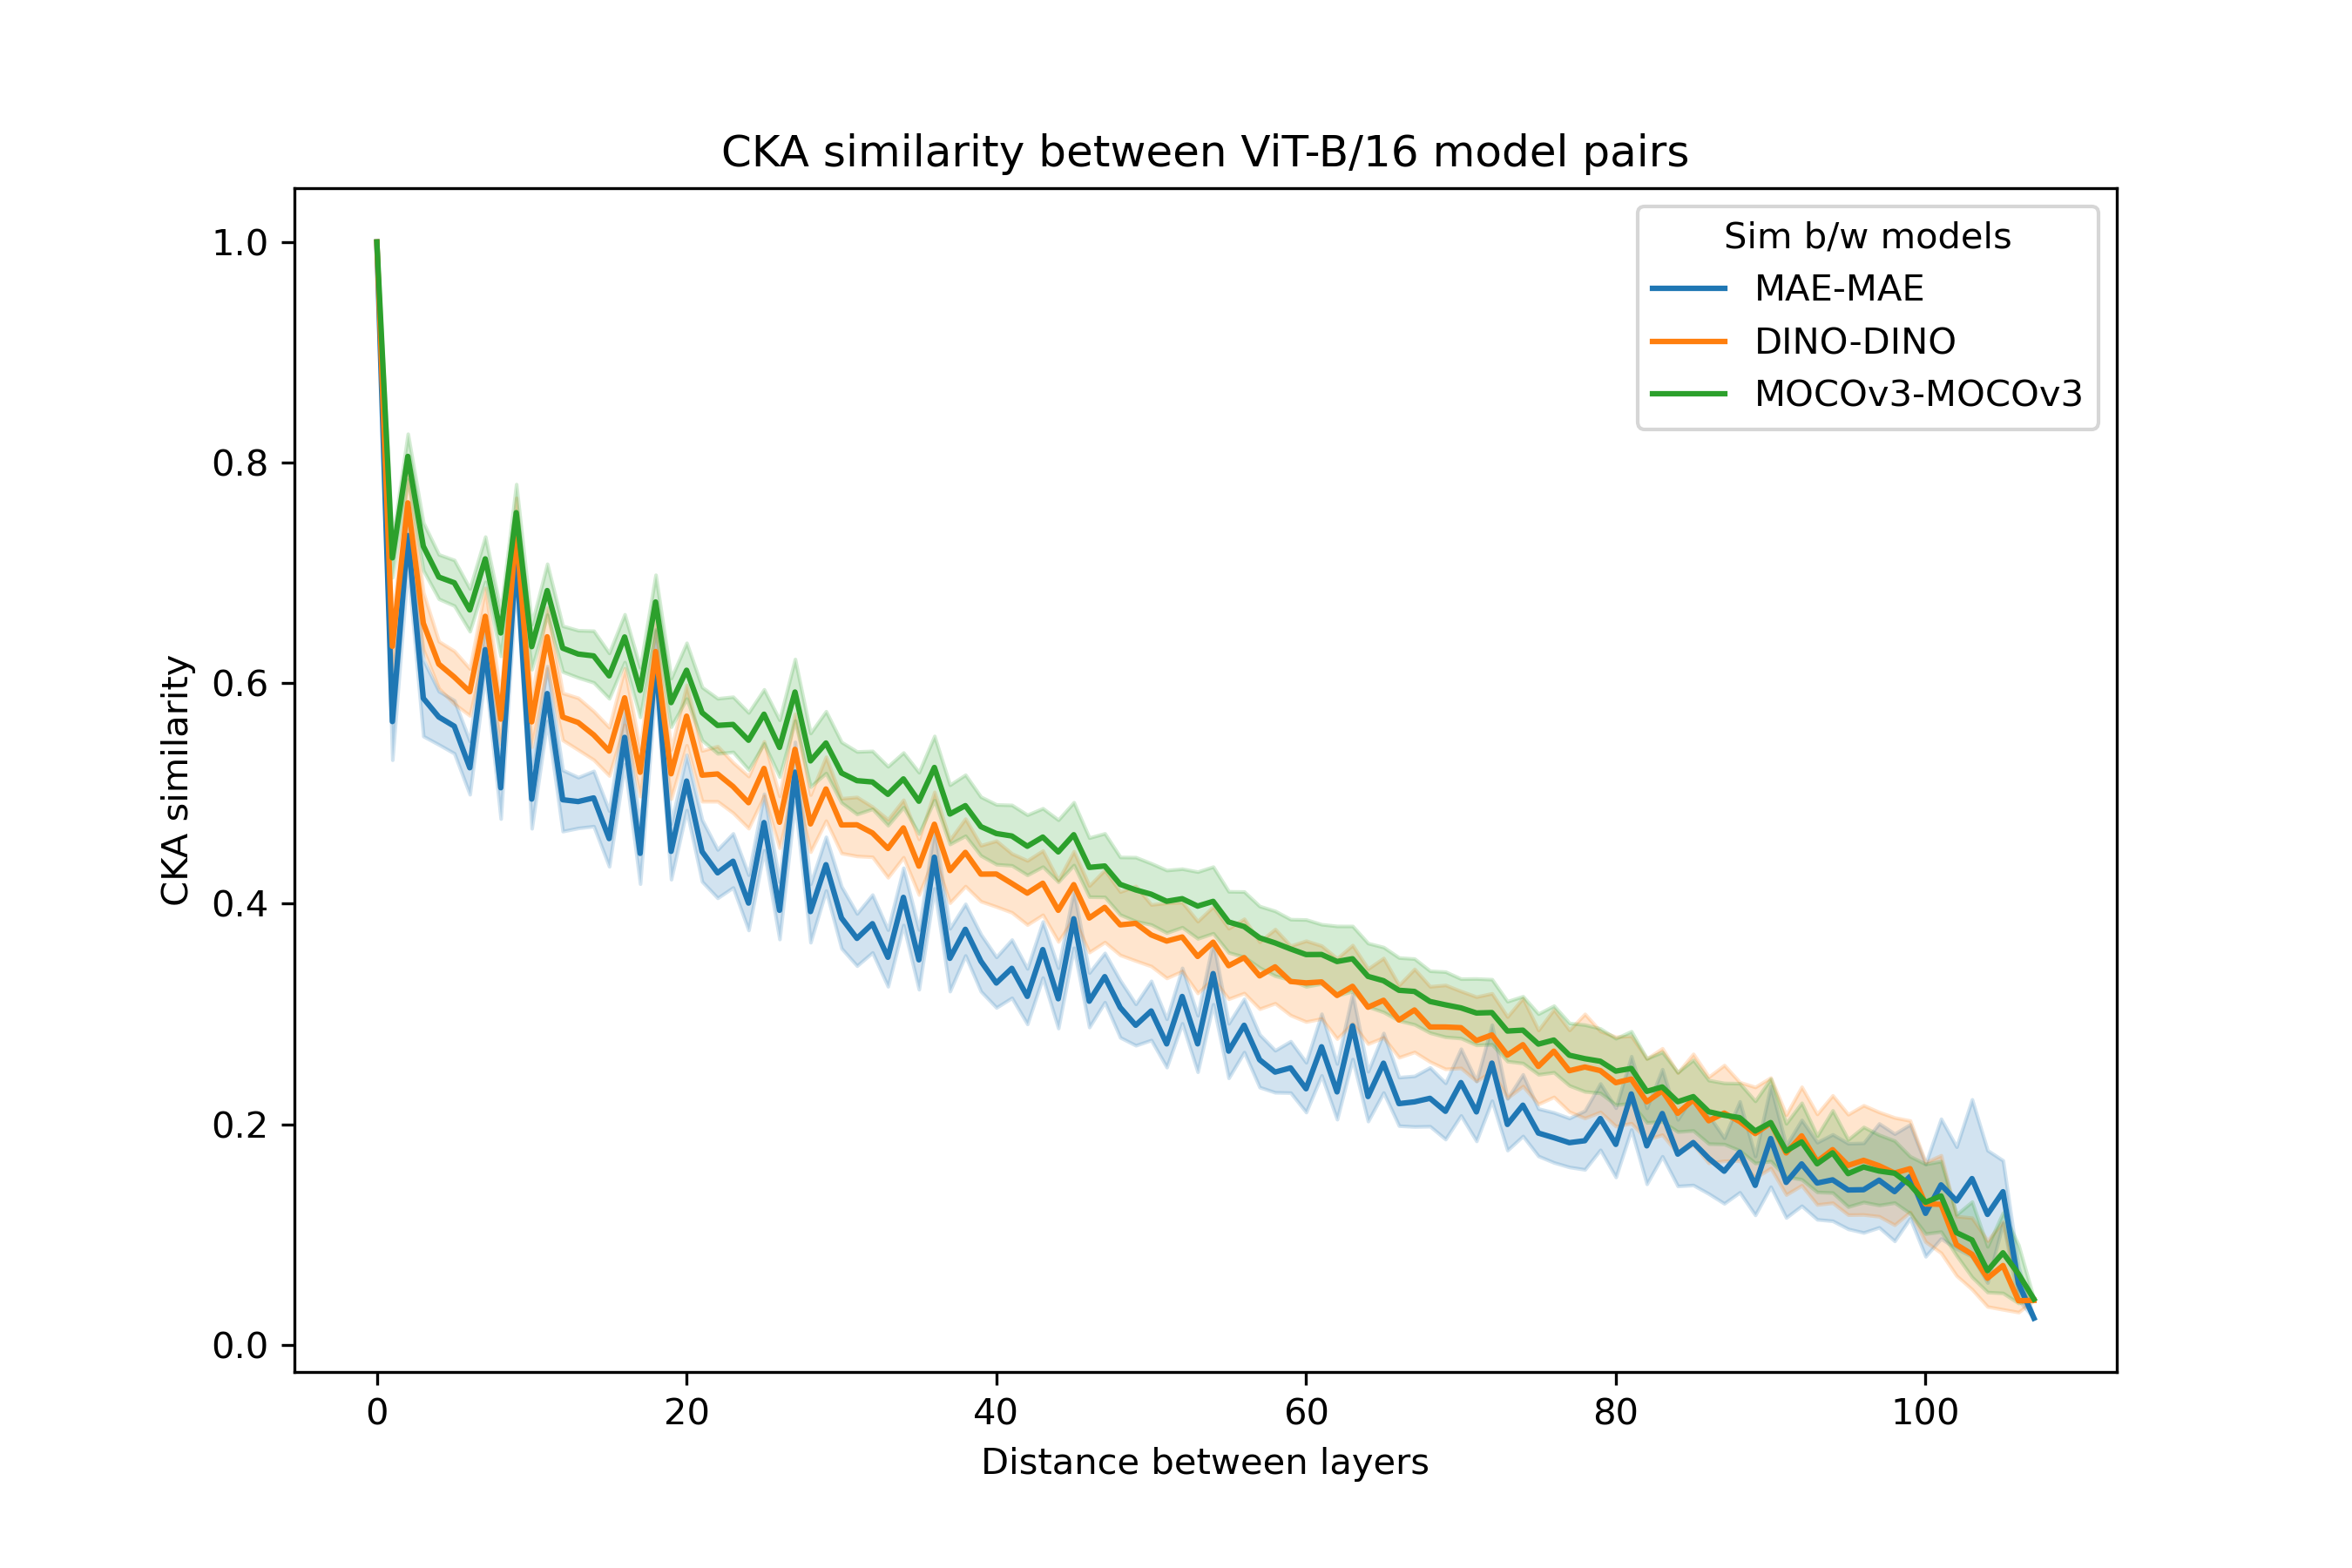 CKA similarity between ViT-B/16 model pairs
Sim b/w models
MAE-MAE
DINO-DINO
MOCOv3-MOCOv3
CKA similarity
1.0
0.8
0.6
0.4
0.2
0.0
0 20 40 60 80 100
Distance between layers